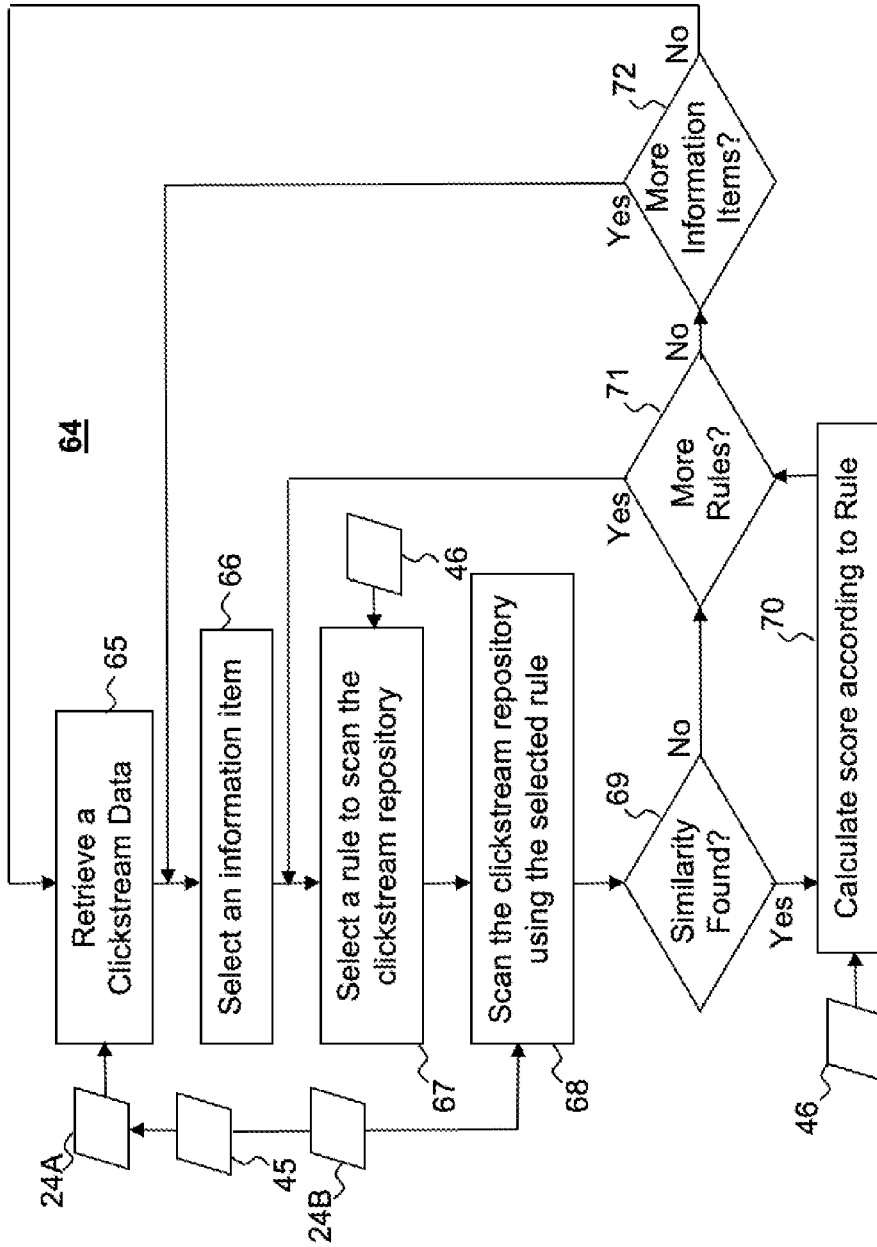 64
24A
Retrieve a
Clickstream Data
65
45
Select an information item
66
24B
Select a rule to scan the
clickstream repository
67
46
Scan the clickstream repository
using the selected rule
68
Similarity
Found?
69
No
Yes
46
Calculate score according to Rule
70
More
Rules?
71
Yes
No
More
Information
Items?
72
Yes
No